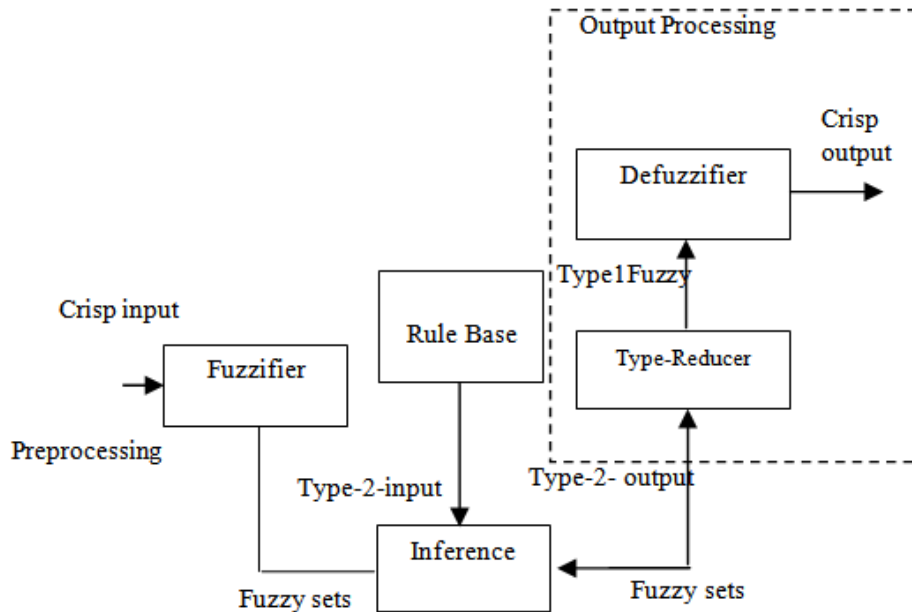 Output Processing
Crisp
output
Defuzzifier
Type1Fuzzy
Crisp input
Rule Base
Type-Reducer
Fuzzifier
Preprocessing
Type-2- output
Type-2-input
Inference
Fuzzy sets
Fuzzy sets